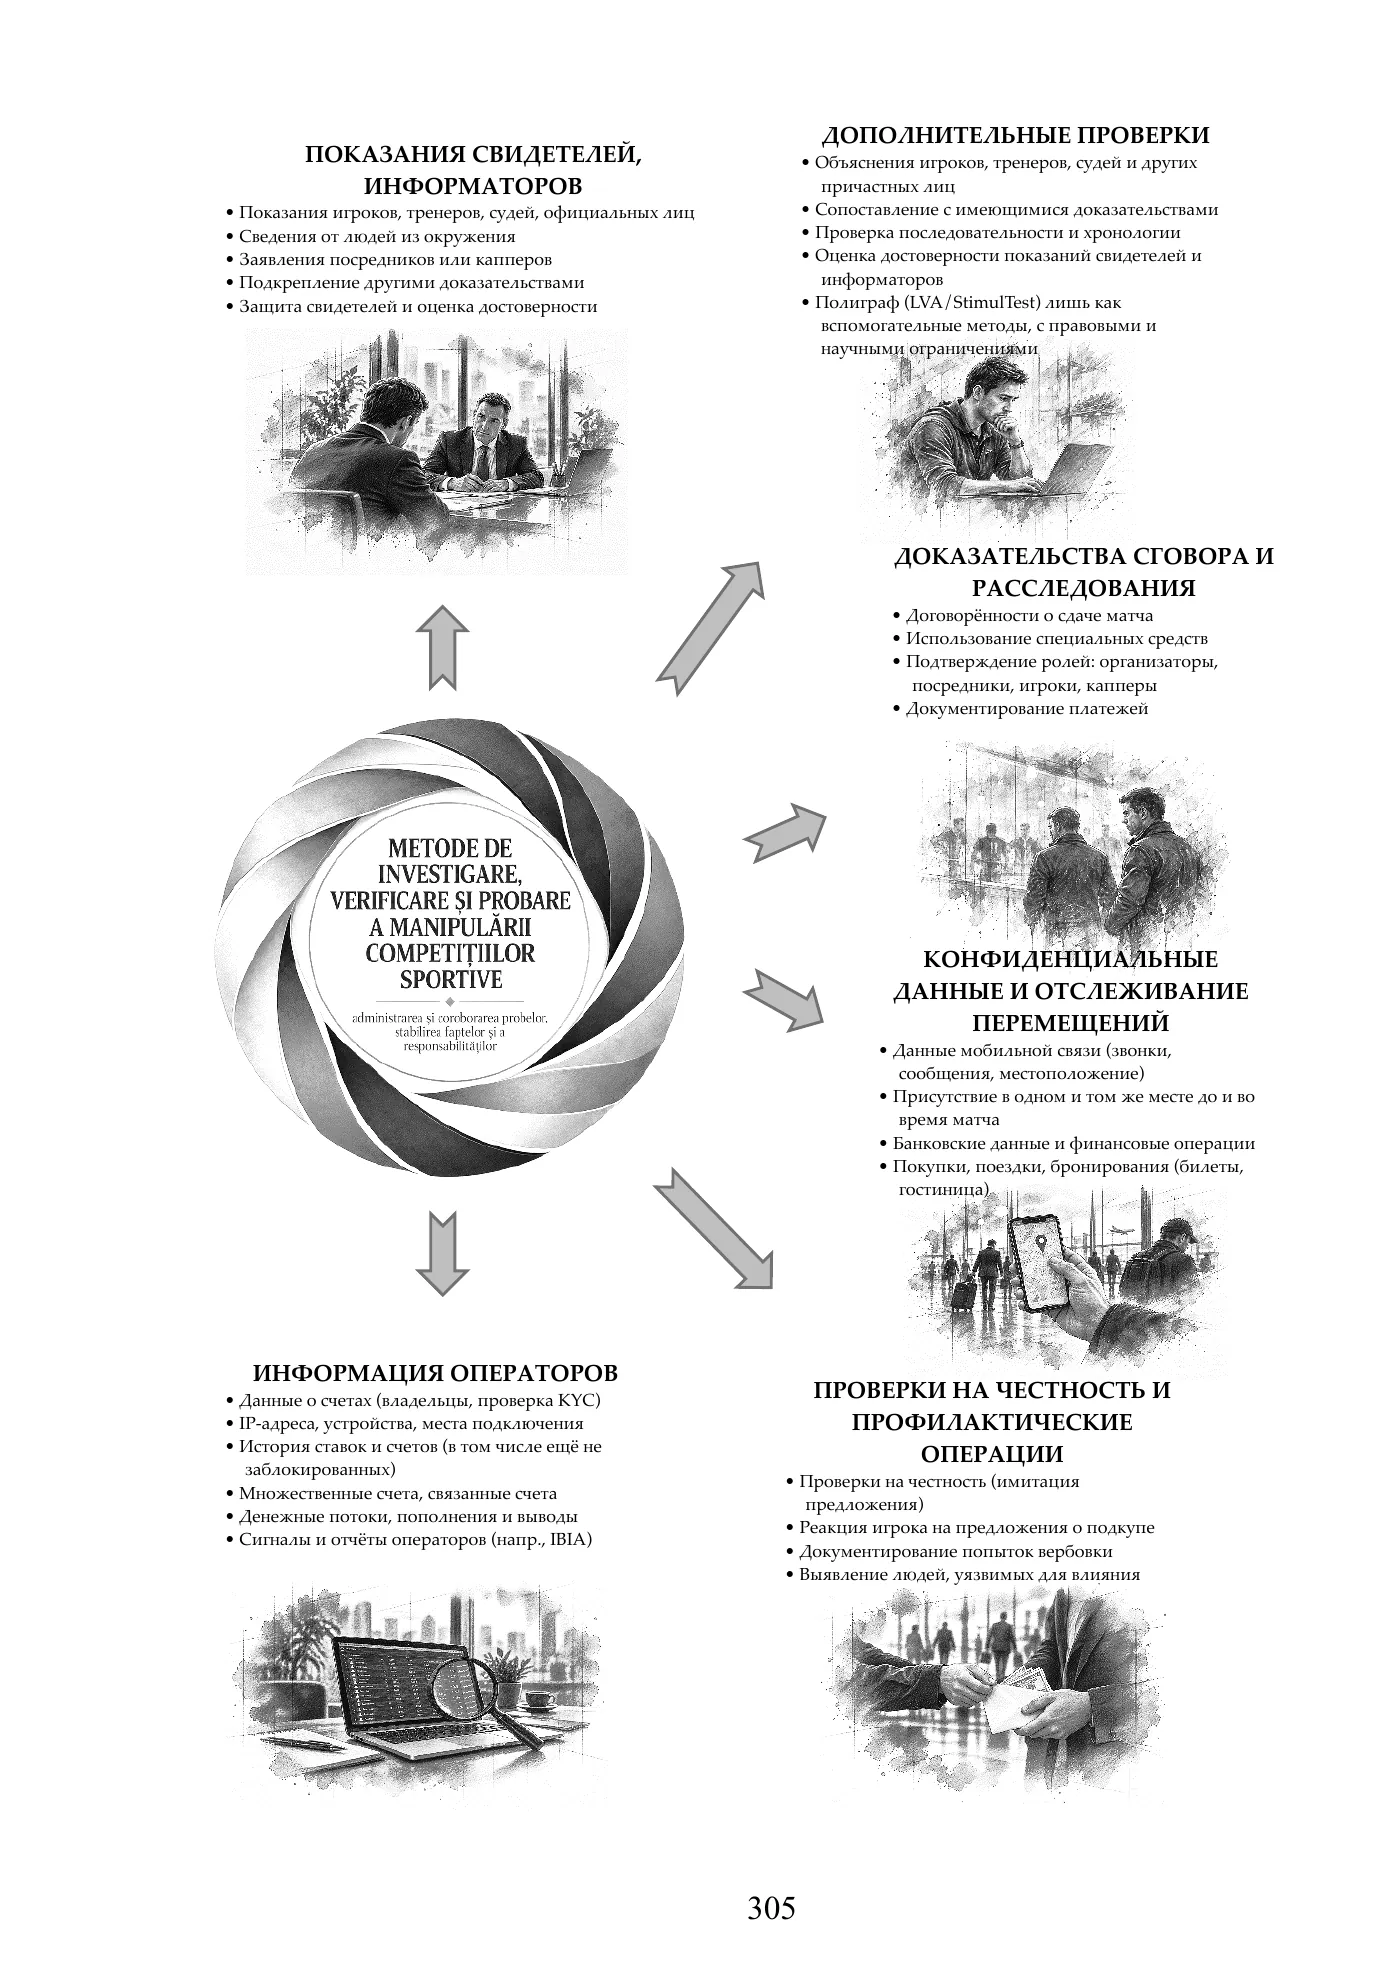 ПОКАЗАНИЯ СВИДЕТЕЛЕЙ,
ИНФОРМАТОРОВ
• Показания игроков, тренеров, судей, официальных лиц
• Сведения от людей из окружения
• Заявления посредников или капперов
• Подкрепление другими доказательствами
• Защита свидетелей и оценка достоверности
ДОПОЛНИТЕЛЬНЫЕ ПРОВЕРКИ
• Объяснения игроков, тренеров, судей и других
причастных лиц
• Сопоставление с имеющимися доказательствами
• Проверка последовательности и хронологии
• Оценка достоверности показаний свидетелей и
информаторов
• Полиграф (LVA/StimulTest) лишь как
вспомогательные методы, с правовыми и
научными ограничениями
ДОКАЗАТЕЛЬСТВА СГОВОРА И
РАССЛЕДОВАНИЯ
• Договорённости о сдаче матча
• Использование специальных средств
• Подтверждение ролей: организаторы,
посредники, игроки, капперы
• Документирование платежей
METODE DE
INVESTIGARE,
VERIFICARE ȘI PROBARE
A MANIPULĂRII
COMPETIȚIILOR
SPORTIVE
administrarea și coroborarea probelor,
stabilirea faptelor și a
responsabilităților
КОНФИДЕНЦИАЛЬНЫЕ
ДАННЫЕ И ОТСЛЕЖИВАНИЕ
ПЕРЕМЕЩЕНИЙ
• Данные мобильной связи (звонки,
сообщения, местоположение)
• Присутствие в одном и том же месте до и во
время матча
• Банковские данные и финансовые операции
• Покупки, поездки, бронирования (билеты,
гостиница)
ИНФОРМАЦИЯ ОПЕРАТОРОВ
• Данные о счетах (владельцы, проверка KYC)
• IP-адреса, устройства, места подключения
• История ставок и счетов (в том числе ещё не
заблокированных)
• Множественные счета, связанные счета
• Денежные потоки, пополнения и выводы
• Сигналы и отчёты операторов (напр., IBIA)
ПРОВЕРКИ НА ЧЕСТНОСТЬ И
ПРОФИЛАКТИЧЕСКИЕ
ОПЕРАЦИИ
• Проверки на честность (имитация
предложения)
• Реакция игрока на предложения о подкупе
• Документирование попыток вербовки
• Выявление людей, уязвимых для влияния
305